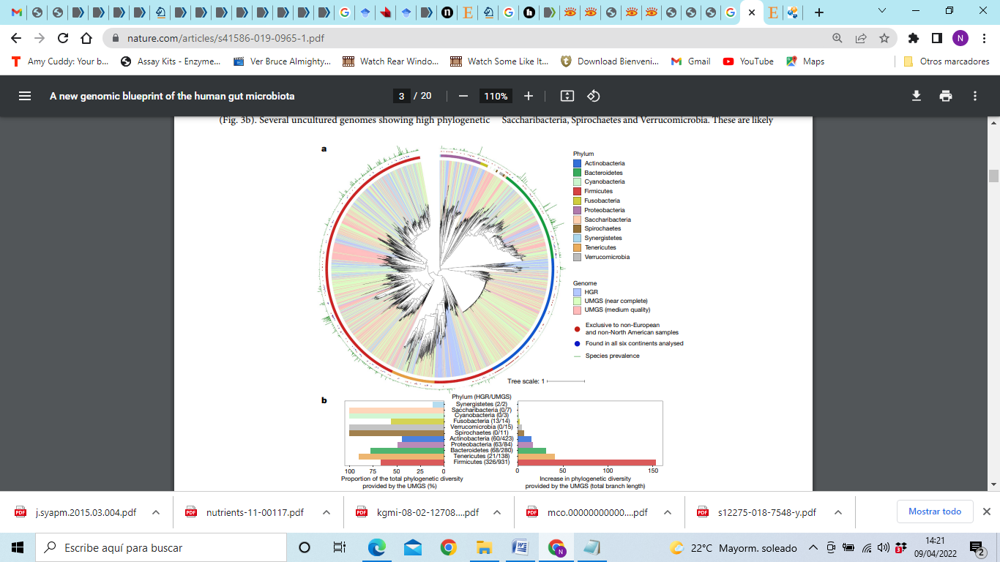 nature.com/articles/s41586-019-0965-1.pdf
N
Amy Cuddy: Your b...
Assay Kits - Enzyme...
Ver Bruce Almighty...
Watch Rear Windo...
Watch Some Like It...
Download Bienveni...
Gmail
YouTube
Maps
Otros marcadores
A new genomic blueprint of the human gut microbiota
3 / 20
110%
(Fig. 3b). Several uncultured genomes showing high phylogenetic
Saccharibacteria, Spirochaetes and Verrucomicrobia. These are likely
a
Phylum
Actinobacteria
Bacteroidetes
Cyanobacteria
Firmicutes
Fusobacteria
Proteobacteria
Saccharibacteria
Spirochaetes
Synergistetes
Tenericutes
Verrucomicrobia
Genome
HGR
UMGS (near complete)
UMGS (medium quality)
Exclusive to non-European
and non-North American samples
Found in all six continents analysed
Species prevalence
Tree scale: 1
b
Phylum (HGR/UMGS)
Synergistetes (2/2)
Saccharibacteria (0/7)
Cyanobacteria (0/3)
Fusobacteria (13/14)
Verrucomicrobia (0/15)
Spirochaetes (0/11)
Actinobacteria (60/423)
Proteobacteria (63/84)
Bacteroidetes (68/280)
Tenericutes (21/138)
Firmicutes (326/931)
100 75 50 25 0
0 50 100 150
Proportion of the total phylogenetic diversity
provided by the UMGS (%)
Increase in phylogenetic diversity
provided by the UMGS (total branch length)
j.syapm.2015.03.004.pdf
nutrients-11-00117.pdf
kgmi-08-02-12708....pdf
mco.00000000000....pdf
s12275-018-7548-y.pdf
Mostrar todo
Escribe aquí para buscar
22°C Mayorm. soleado
14:21
09/04/2022
2